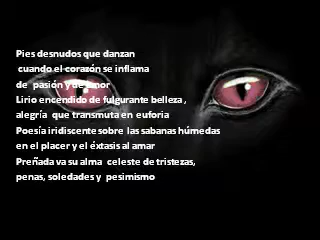 Pies desnudos que danzan
cuando el corazón se inflama
de pasión y de amor
Lirio encendido de fulgurante belleza ,
alegría que transmuta en euforia
Poesía iridiscente sobre las sabanas húmedas
en el placer y el éxtasis al amar
Preñada va su alma celeste de tristezas,
penas, soledades y pesimismo